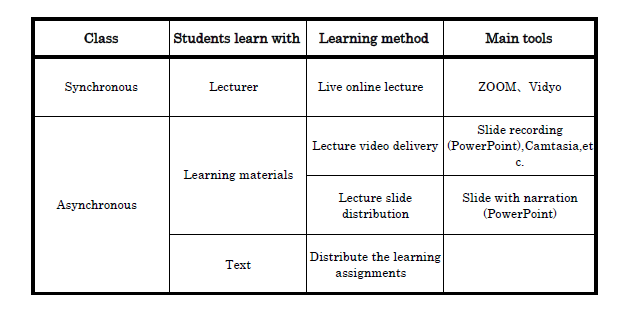 Class Students learn with Learning method Main tools
Synchronous Lecturer Live online lecture ZOOM、Vidyo
Asynchronous
Learning materials
Lecture video delivery
Slide recording
(PowerPoint),Camtasia,et
c.
Lecture slide
distribution
Slide with narration
(PowerPoint)
Text
Distribute the learning
assignments